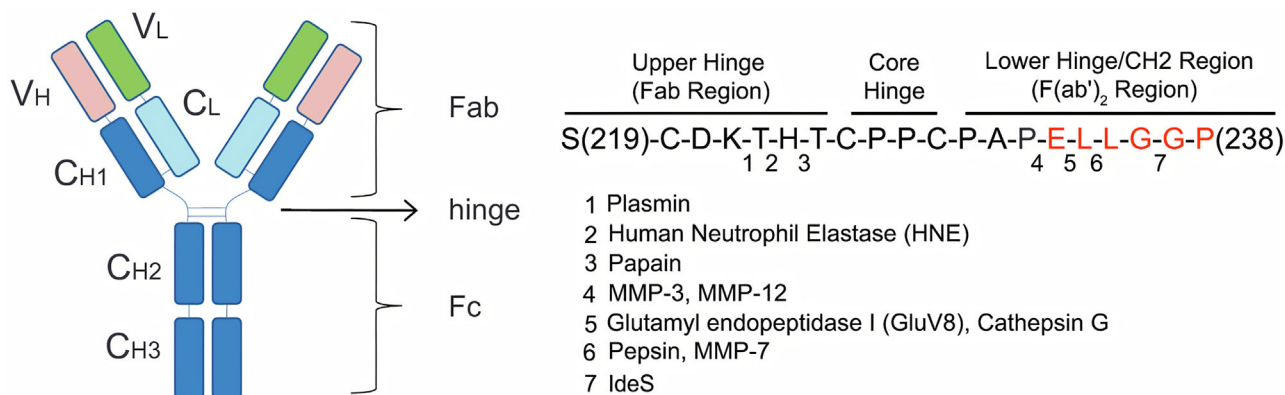 VL
VH
CL
CH1
Fab
hinge
CH2
Fc
CH3
Upper Hinge
(Fab Region)
Core
Hinge
Lower Hinge/CH2 Region
(F(ab')2 Region)
S(219)-C-D-K-T-H-T-C-P-P-C-P-A-P-E-L-L-G-G-P(238)
1 2 3 4 5 6 7
1 Plasmin
2 Human Neutrophil Elastase (HNE)
3 Papain
4 MMP-3, MMP-12
5 Glutamyl endopeptidase I (GluV8), Cathepsin G
6 Pepsin, MMP-7
7 IdeS